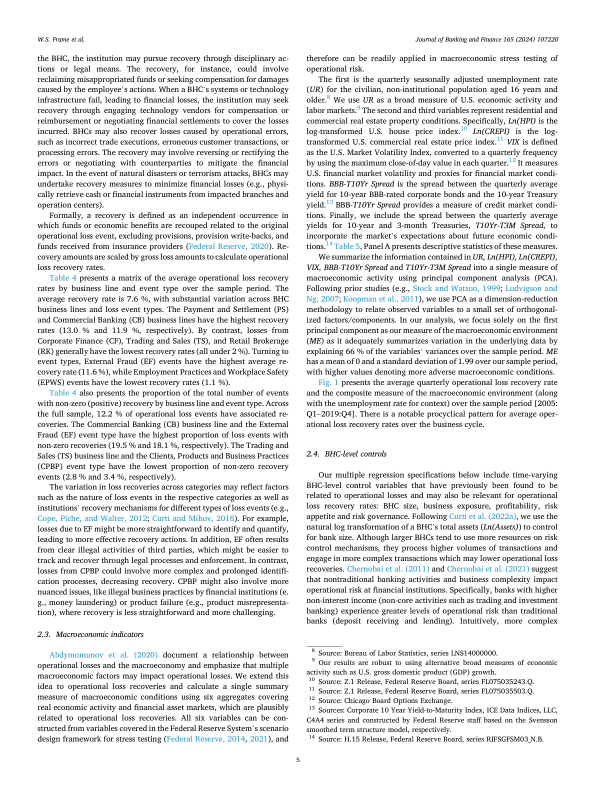 W.S. Frame et al.
Journal of Banking and Finance 165 (2024) 107220
the BHC, the institution may pursue recovery through disciplinary ac-
tions or legal means. The recovery, for instance, could involve
reclaiming misappropriated funds or seeking compensation for damages
caused by the employee's actions. When a BHC's systems or technology
infrastructure fail, leading to financial losses, the institution may seek
recovery through engaging technology vendors for compensation or
reimbursement or negotiating financial settlements to cover the losses
incurred. BHCs may also recover losses caused by operational errors,
such as incorrect trade executions, erroneous customer transactions, or
processing errors. The recovery may involve reversing or rectifying the
errors or negotiating with counterparties to mitigate the financial
impact. In the event of natural disasters or terrorism attacks, BHCs may
undertake recovery measures to minimize financial losses (e.g., physi-
cally retrieve cash or financial instruments from impacted branches and
operation centers).
Formally, a recovery is defined as an independent occurrence in
which funds or economic benefits are recouped related to the original
operational loss event, excluding provisions, provision write-backs, and
funds received from insurance providers (Federal Reserve, 2020). Re-
covery amounts are scaled by gross loss amounts to calculate operational
loss recovery rates.
Table 4 presents a matrix of the average operational loss recovery
rates by business line and event type over the sample period. The
average recovery rate is 7.6 %, with substantial variation across BHC
business lines and loss event types. The Payment and Settlement (PS)
and Commercial Banking (CB) business lines have the highest recovery
rates (13.0 % and 11.9 %, respectively). By contrast, losses from
Corporate Finance (CF), Trading and Sales (TS), and Retail Brokerage
(RK) generally have the lowest recovery rates (all under 2 %). Turning to
event types, External Fraud (EF) events have the highest average re-
covery rate (11.6 %), while Employment Practices and Workplace Safety
(EPWS) events have the lowest recovery rates (1.1 %).
Table 4 also presents the proportion of the total number of events
with non-zero (positive) recovery by business line and event type. Across
the full sample, 12.2 % of operational loss events have associated re-
coveries. The Commercial Banking (CB) business line and the External
Fraud (EF) event type have the highest proportion of loss events with
non-zero recoveries (19.5 % and 18.1 %, respectively). The Trading and
Sales (TS) business line and the Clients, Products and Business Practices
(CPBP) event type have the lowest proportion of non-zero recovery
events (2.8 % and 3.4 %, respectively).
The variation in loss recoveries across categories may reflect factors
such as the nature of loss events in the respective categories as well as
institutions' recovery mechanisms for different types of loss events (e.g.,
Cope, Piche, and Walter, 2012; Curti and Mihov, 2018). For example,
losses due to EF might be more straightforward to identify and quantify,
leading to more effective recovery actions. In addition, EF often results
from clear illegal activities of third parties, which might be easier to
track and recover through legal processes and enforcement. In contrast,
losses from CPBP could involve more complex and prolonged identifi-
cation processes, decreasing recovery. CPBP might also involve more
nuanced issues, like illegal business practices by financial institutions (e.
g., money laundering) or product failure (e.g., product misrepresenta-
tion), where recovery is less straightforward and more challenging.
2.3. Macroeconomic indicators
Abdymomunov et al. (2020) document a relationship between
operational losses and the macroeconomy and emphasize that multiple
macroeconomic factors may impact operational losses. We extend this
idea to operational loss recoveries and calculate a single summary
measure of macroeconomic conditions using six aggregates covering
real economic activity and financial asset markets, which are plausibly
related to operational loss recoveries. All six variables can be con-
structed from variables covered in the Federal Reserve System's scenario
design framework for stress testing (Federal Reserve, 2014, 2021), and
therefore can be readily applied in macroeconomic stress testing of
operational risk.
The first is the quarterly seasonally adjusted unemployment rate
(UR) for the civilian, non-institutional population aged 16 years and
older.8 We use UR as a broad measure of U.S. economic activity and
labor markets.9 The second and third variables represent residential and
commercial real estate property conditions. Specifically, Ln(HPI) is the
log-transformed U.S. house price index.10 Ln(CREPI) is the log-
transformed U.S. commercial real estate price index.11 VIX is defined
as the U.S. Market Volatility Index, converted to a quarterly frequency
by using the maximum close-of-day value in each quarter.12 It measures
U.S. financial market volatility and proxies for financial market condi-
tions. BBB-T10Yr Spread is the spread between the quarterly average
yield for 10-year BBB-rated corporate bonds and the 10-year Treasury
yield.13 BBB-T10Yr Spread provides a measure of credit market condi-
tions. Finally, we include the spread between the quarterly average
yields for 10-year and 3-month Treasuries, T10Yr-T3M Spread, to
incorporate the market's expectations about future economic condi-
tions.14 Table 5, Panel A presents descriptive statistics of these measures.
We summarize the information contained in UR, Ln(HPI), Ln(CREPI),
VIX, BBB-T10Yr Spread and T10Yr-T3M Spread into a single measure of
macroeconomic activity using principal component analysis (PCA).
Following prior studies (e.g., Stock and Watson, 1999; Ludvigson and
Ng, 2007; Koopman et al., 2011), we use PCA as a dimension-reduction
methodology to relate observed variables to a small set of orthogonal-
ized factors/components. In our analysis, we focus solely on the first
principal component as our measure of the macroeconomic environment
(ME) as it adequately summarizes variation in the underlying data by
explaining 66 % of the variables' variances over the sample period. ME
has a mean of 0 and a standard deviation of 1.99 over our sample period,
with higher values denoting more adverse macroeconomic conditions.
Fig. 1 presents the average quarterly operational loss recovery rate
and the composite measure of the macroeconomic environment (along
with the unemployment rate for context) over the sample period [2005:
Q1–2019:Q4]. There is a notable procyclical pattern for average oper-
ational loss recovery rates over the business cycle.
2.4. BHC-level controls
Our multiple regression specifications below include time-varying
BHC-level control variables that have previously been found to be
related to operational losses and may also be relevant for operational
loss recovery rates: BHC size, business exposure, profitability, risk
appetite and risk governance. Following Curti et al. (2022a), we use the
natural log transformation of a BHC's total assets (Ln(Assets)) to control
for bank size. Although larger BHCs tend to use more resources on risk
control mechanisms, they process higher volumes of transactions and
engage in more complex transactions which may lower operational loss
recoveries. Chernobai et al. (2011) and Chernobai et al. (2021) suggest
that nontraditional banking activities and business complexity impact
operational risk at financial institutions. Specifically, banks with higher
non-interest income (non-core activities such as trading and investment
banking) experience greater levels of operational risk than traditional
banks (deposit receiving and lending). Intuitively, more complex
8 Source: Bureau of Labor Statistics, series LNS14000000.
9 Our results are robust to using alternative broad measures of economic
activity such as U.S. gross domestic product (GDP) growth.
10 Source: Z.1 Release, Federal Reserve Board, series FL075035243.Q.
11 Source: Z.1 Release, Federal Reserve Board, series FL075035503.Q.
12 Source: Chicago Board Options Exchange.
13 Sources: Corporate 10 Year Yield-to-Maturity Index, ICE Data Indices, LLC,
C4A4 series and constructed by Federal Reserve staff based on the Svensson
smoothed term structure model, respectively.
14 Source: H.15 Release, Federal Reserve Board, series RIFSGFSM03_N.B.
5